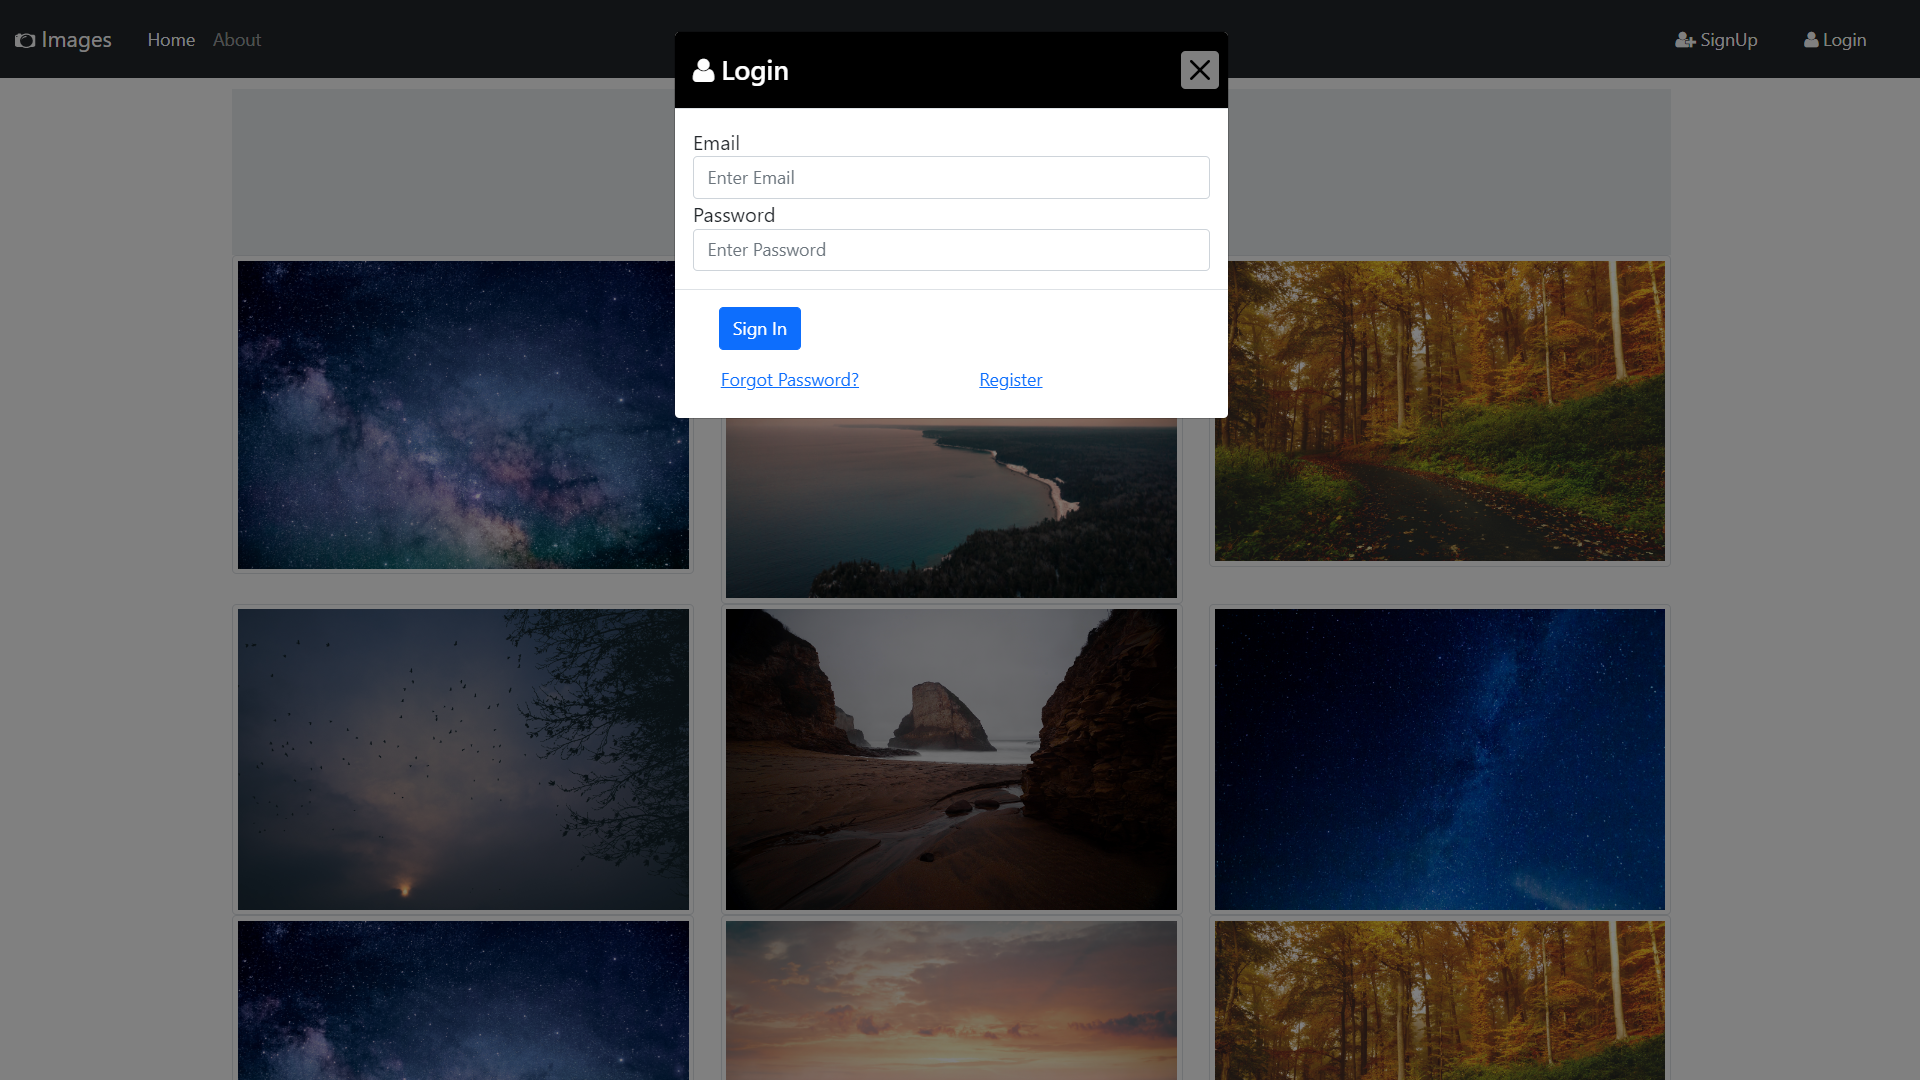 Images Home About SignUp Login
Login
Email
Enter Email
Password
Enter Password
Sign In
Forgot Password? Register